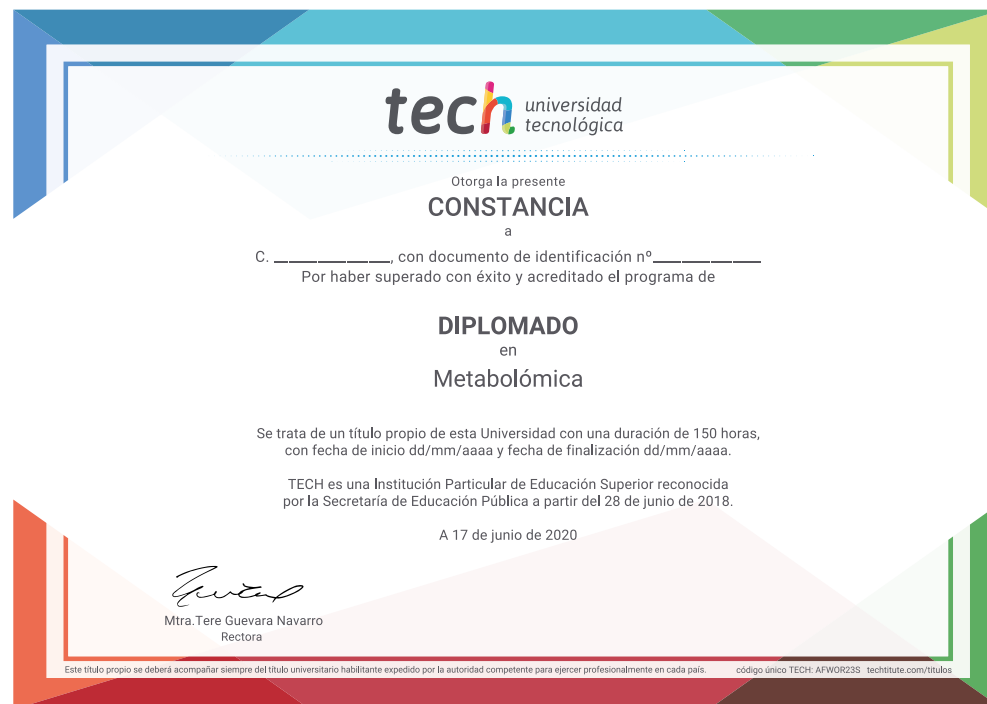 tech universidad
tecnológica
Otorga la presente
CONSTANCIA
a
C. ____________, con documento de identificación nº____________
Por haber superado con éxito y acreditado el programa de
DIPLOMADO
en
Metabolómica
Se trata de un título propio de esta Universidad con una duración de 150 horas,
con fecha de inicio dd/mm/aaaa y fecha de finalización dd/mm/aaaa.
TECH es una Institución Particular de Educación Superior reconocida
por la Secretaría de Educación Pública a partir del 28 de junio de 2018.
A 17 de junio de 2020
Mtra.Tere Guevara Navarro
Rectora
Este título propio se deberá acompañar siempre del título universitario habilitante expedido por la autoridad competente para ejercer profesionalmente en cada país. código único TECH: AFWOR23S techtitute.com/titulos